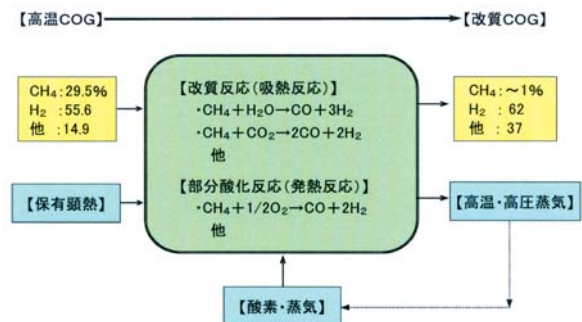 【高温COG】
【改質COG】
CH₄:29.5%
H₂ :55.6
他 :14.9
【改質反応(吸熱反応)】
・CH₄+H₂O→CO+3H₂
・CH₄+CO₂→2CO+2H₂
他
【部分酸化反応(発熱反応)】
・CH₄+1/2O₂→CO+2H₂
他
CH₄:~1%
H₂ : 62
他 : 37
【保有顕熱】
【高温・高圧蒸気】
【酸素・蒸気】